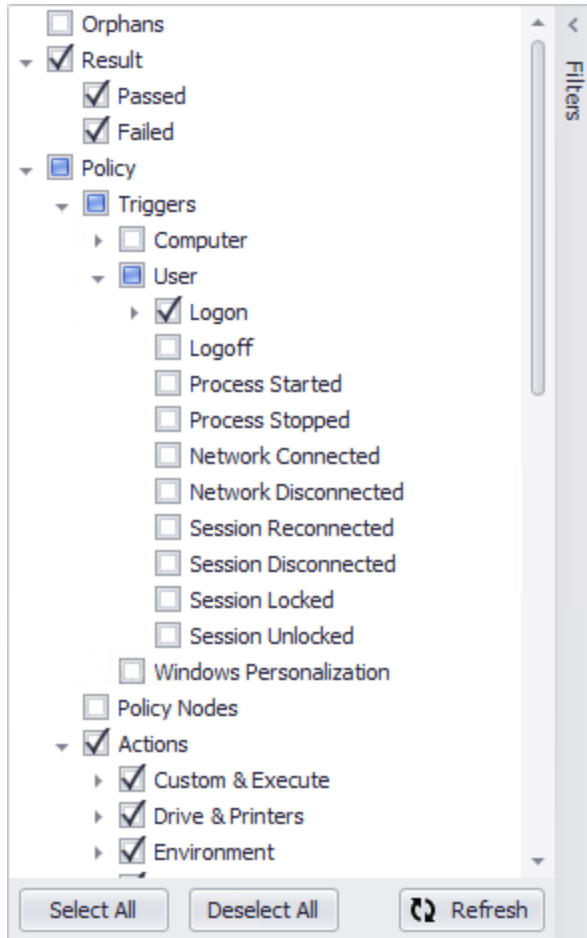 Orphans
Result
Passed
Failed
Policy
Triggers
Computer
User
Logon
Logoff
Process Started
Process Stopped
Network Connected
Network Disconnected
Session Reconnected
Session Disconnected
Session Locked
Session Unlocked
Windows Personalization
Policy Nodes
Actions
Custom & Execute
Drive & Printers
Environment
Select All
Deselect All
Refresh
Filters